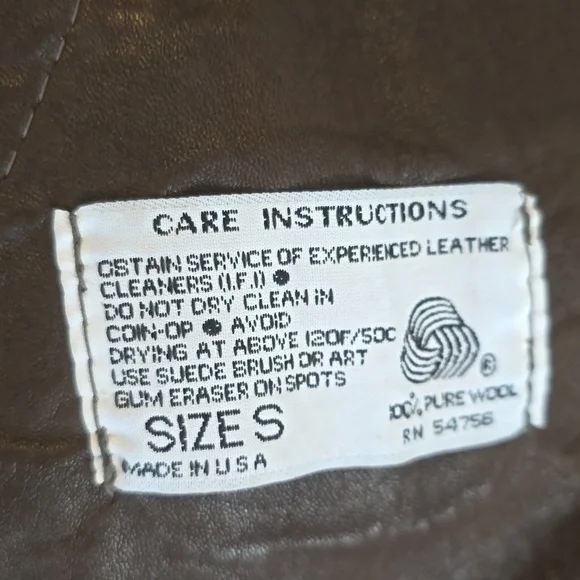 CARE INSTRUCTIONS
OBTAIN SERVICE OF EXPERIENCED LEATHER
CLEANERS (I.F.I) ●
DO NOT DRY CLEAN IN
COIN-OP ● AVOID
DRYING AT ABOVE 120F/50C
USE SUEDE BRUSH OR ART
GUM ERASER ON SPOTS
SIZE S
MADE IN U S A
®
100% PURE WOOL
RN 54756